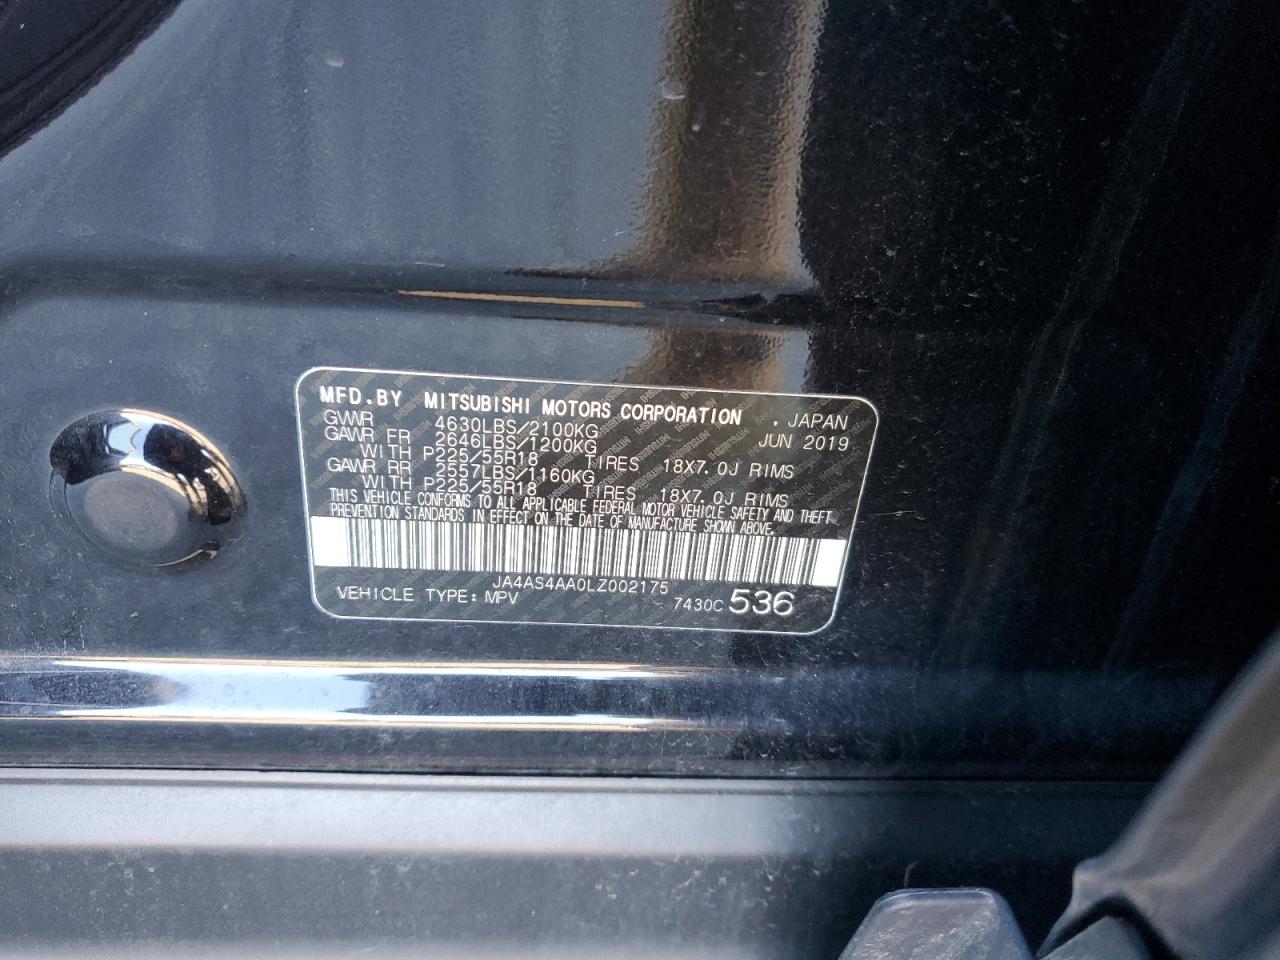 MFD.BY MITSUBISHI MOTORS CORPORATION , JAPAN
GVWR 4630LBS/2100KG JUN 2019
GAWR FR 2646LBS/1200KG
WITH P225/55R18 TIRES 18X7.0J RIMS
GAWR RR 2557LBS/1160KG
WITH P225/55R18 TIRES 18X7.0J RIMS
THIS VEHICLE CONFORMS TO ALL APPLICABLE FEDERAL MOTOR VEHICLE SAFETY AND THEFT
PREVENTION STANDARDS IN EFFECT ON THE DATE OF MANUFACTURE SHOWN ABOVE.
JA4AS4AA0LZ002175
VEHICLE TYPE: MPV 7430C 536